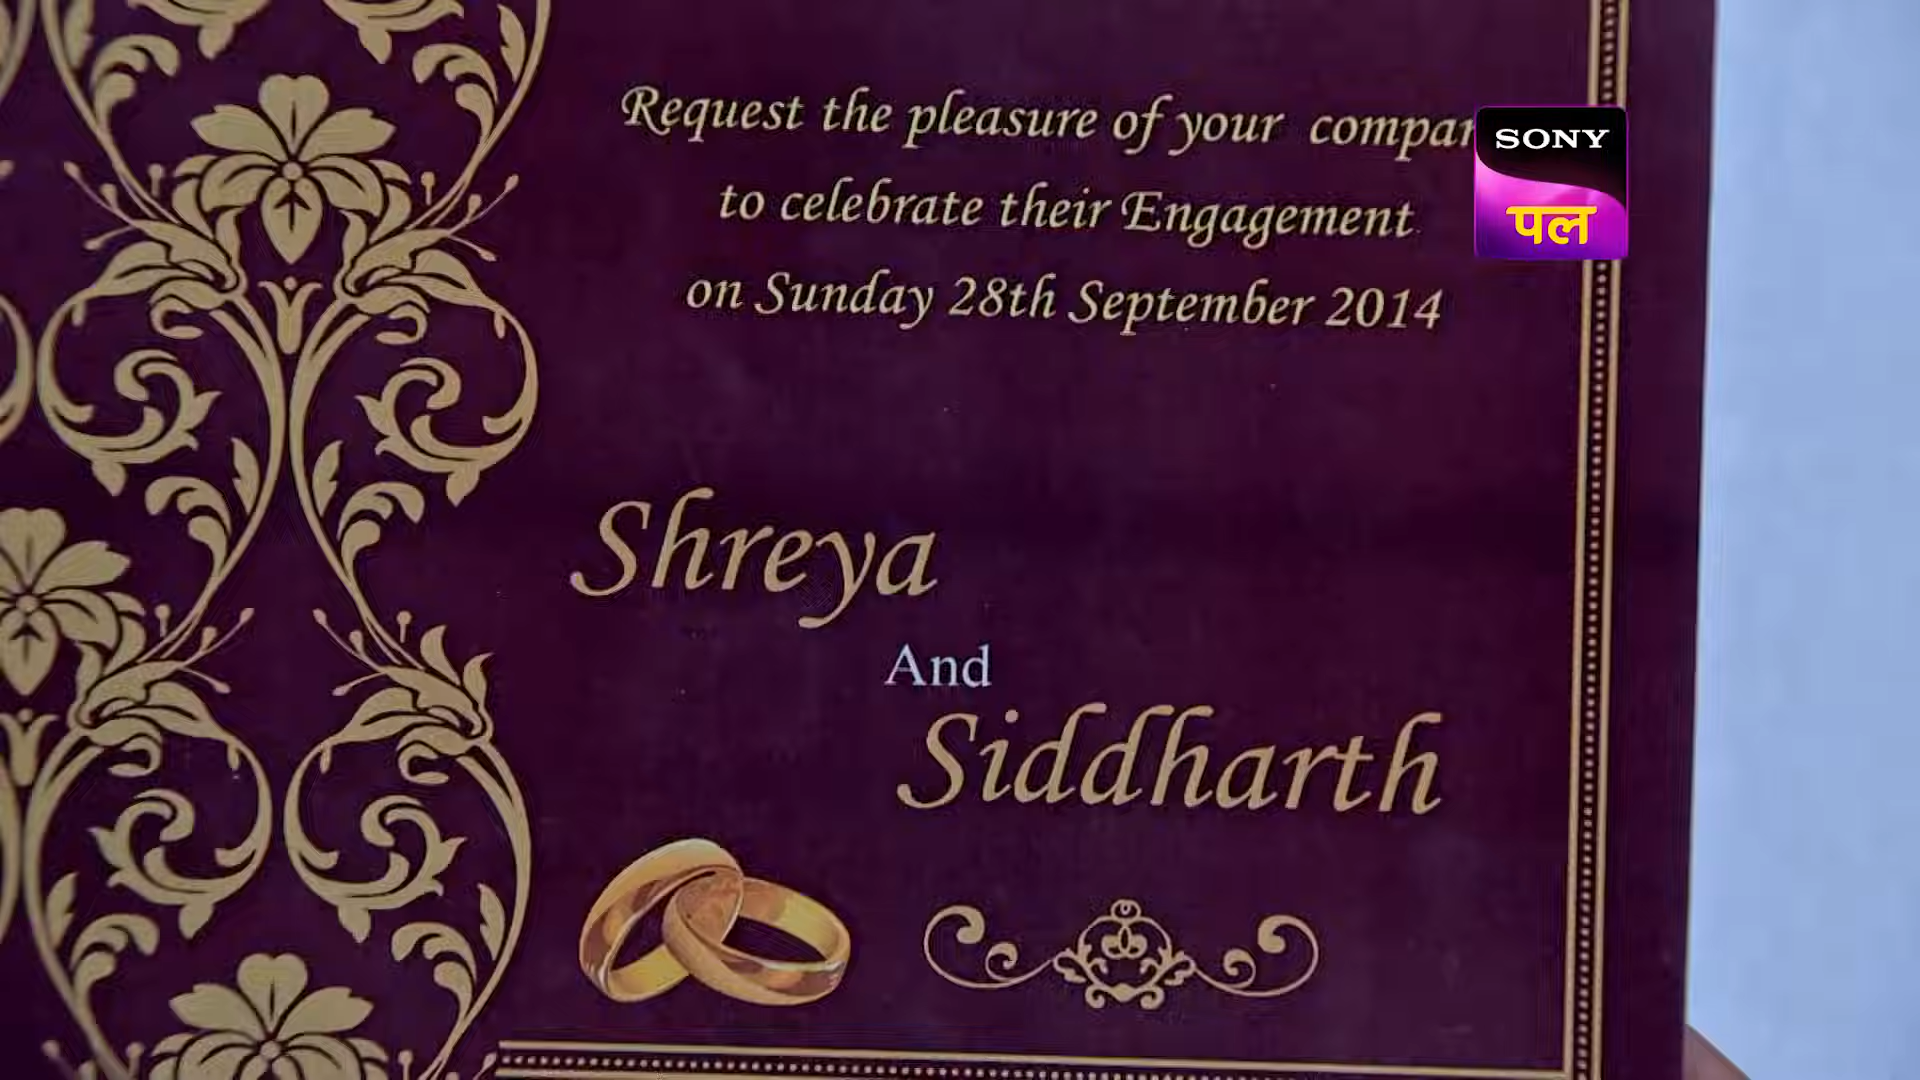 Request the pleasure of your compan
to celebrate their Engagement
on Sunday 28th September 2014
Shreya
And
Siddharth
SONY
पल